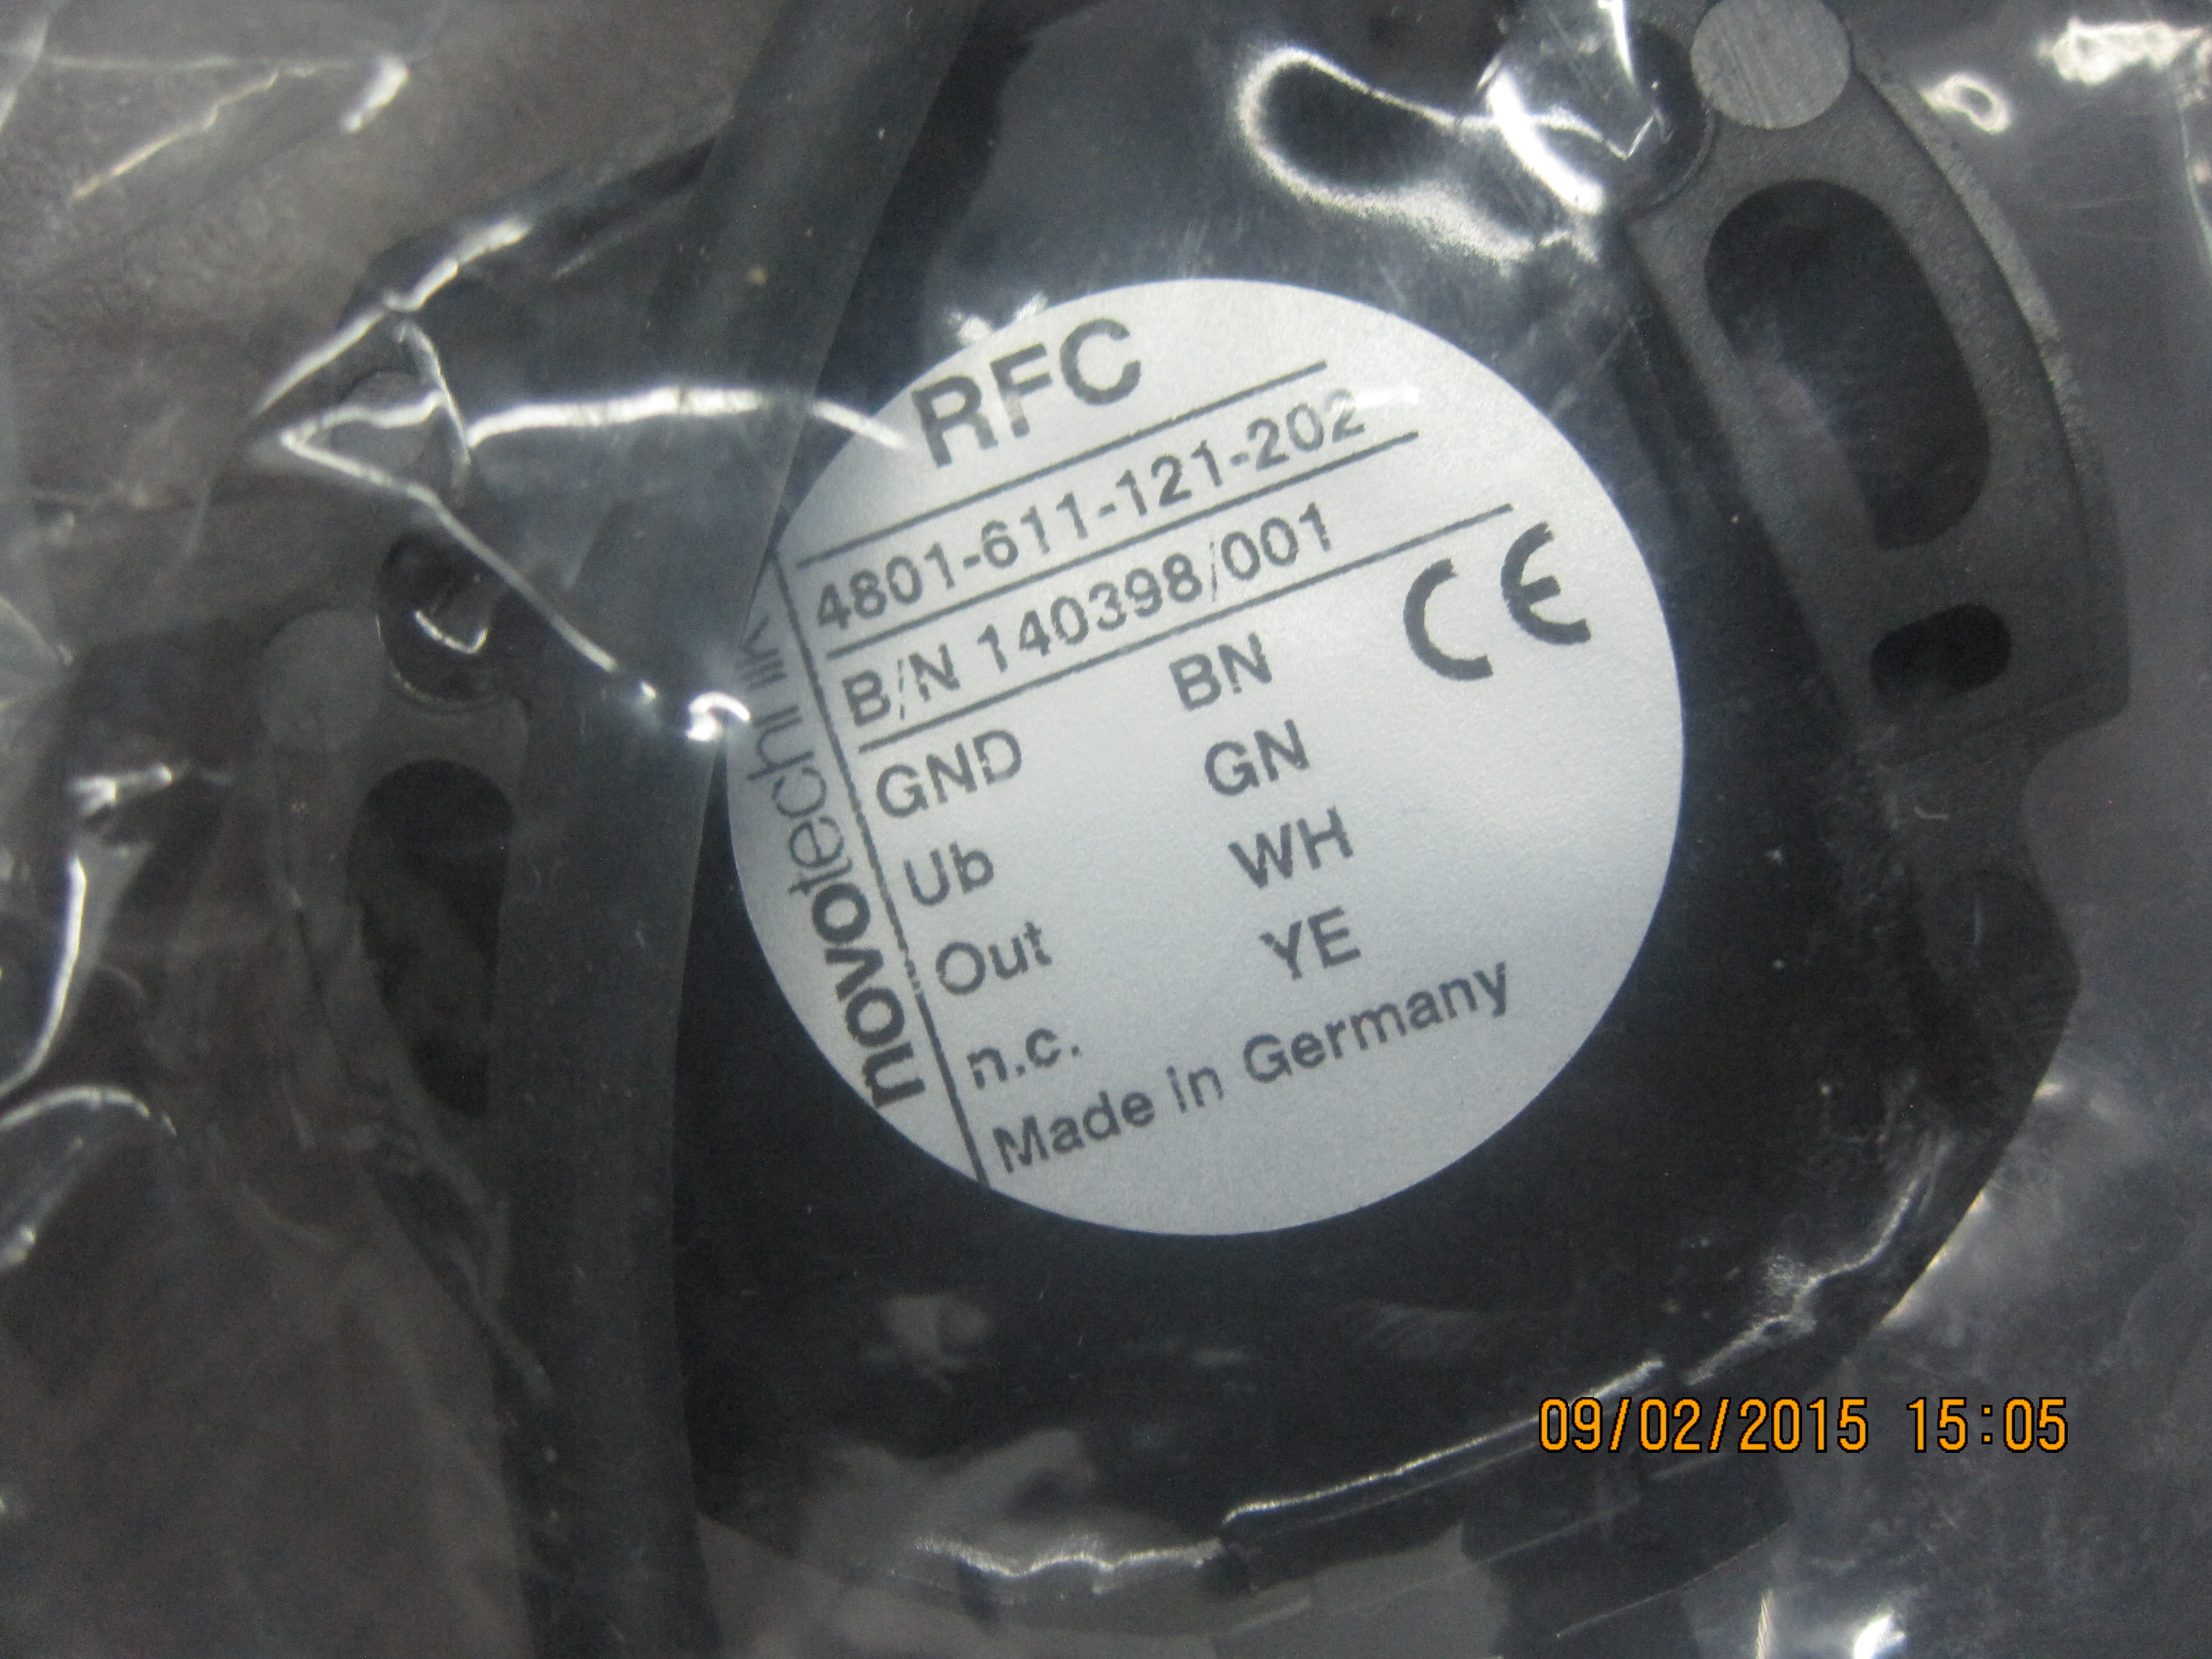 RFC
4801-611-121-202
B/N 140398/001
GND BN
Ub GN
Out WH
n.c. YE
Made in Germany
CE
novotechnik
09/02/2015 15:05